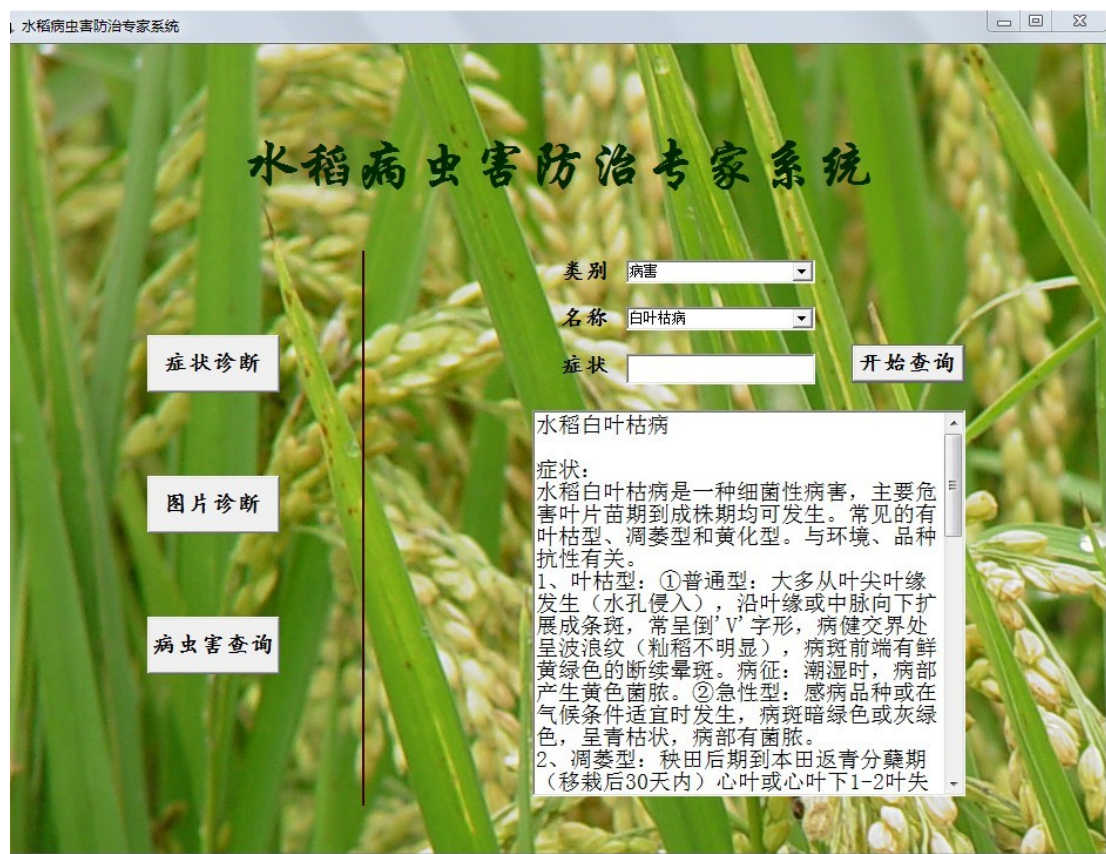 水稻病虫害防治专家系统
水稻病虫害防治专家系统
类别 病害
名称 白叶枯病
症状
开始查询
症状诊断
图片诊断
病虫害查询
水稻白叶枯病
症状：
水稻白叶枯病是一种细菌性病害，主要危
害叶片苗期到成株期均可发生。常见的有
叶枯型、凋萎型和黄化型。与环境、品种
抗性有关。
1、叶枯型：①普通型：大多从叶尖叶缘
发生（水孔侵入），沿叶缘或中脉向下扩
展成条斑，常呈倒'V'字形，病健交界处
呈波浪纹（籼稻不明显），病斑前端有鲜
黄绿色的断续晕斑。病征：潮湿时，病部
产生黄色菌脓。②急性型：感病品种或在
气候条件适宜时发生，病斑暗绿色或灰绿
色，呈青枯状，病部有菌脓。
2、凋萎型：秧田后期到本田返青分蘖期
（移栽后30天内）心叶或心叶下1-2叶失